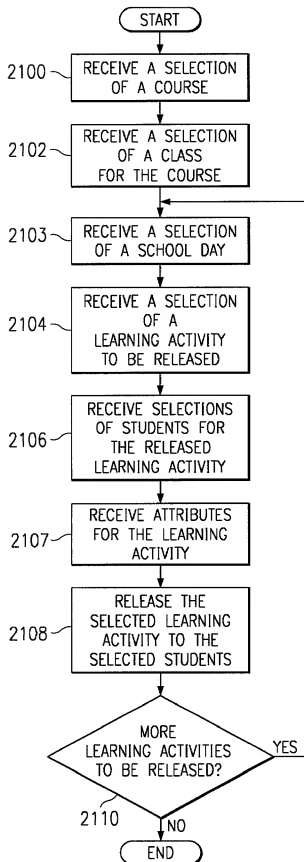 START
2100
RECEIVE A SELECTION
OF A COURSE
2102
RECEIVE A
SELECTION
OF A CLASS
FOR THE COURSE
2103
RECEIVE A SELECTION
OF A SCHOOL DAY
2104
RECEIVE A SELECTION
OF A
LEARNING ACTIVITY
TO BE RELEASED
2106
RECEIVE SELECTIONS
OF STUDENTS FOR
THE RELEASED
LEARNING ACTIVITY
2107
RECEIVE ATTRIBUTES
FOR THE LEARNING
ACTIVITY
2108
RELEASE THE
SELECTED LEARNING
ACTIVITY TO THE
SELECTED STUDENTS
MORE
LEARNING ACTIVITIES
TO BE RELEASED?
YES
2110
NO
END